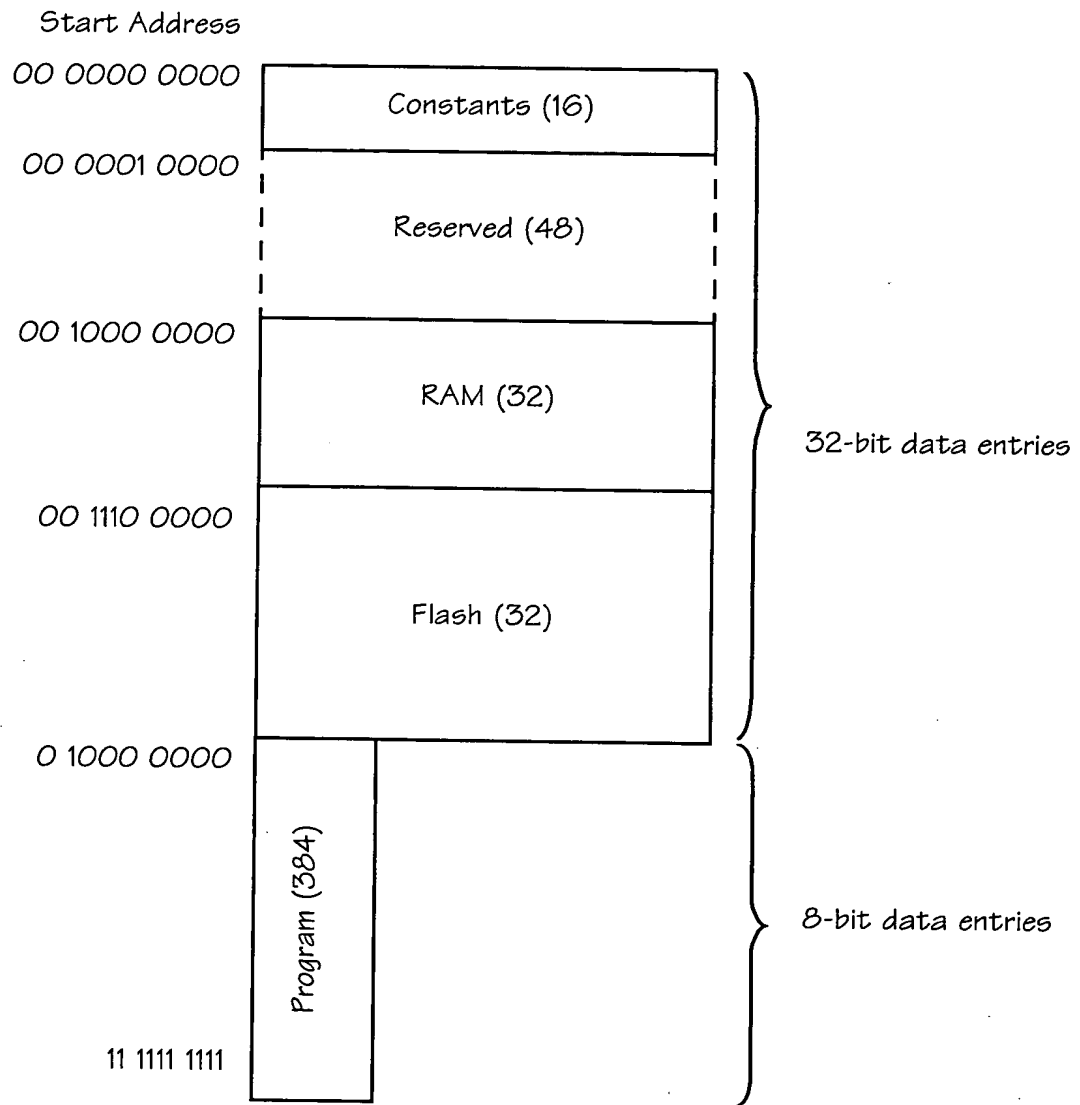 Start Address
00 0000 0000
Constants (16)
00 0001 0000
Reserved (48)
00 1000 0000
RAM (32)
32-bit data entries
00 1110 0000
Flash (32)
0 1000 0000
Program (384)
8-bit data entries
11 1111 1111